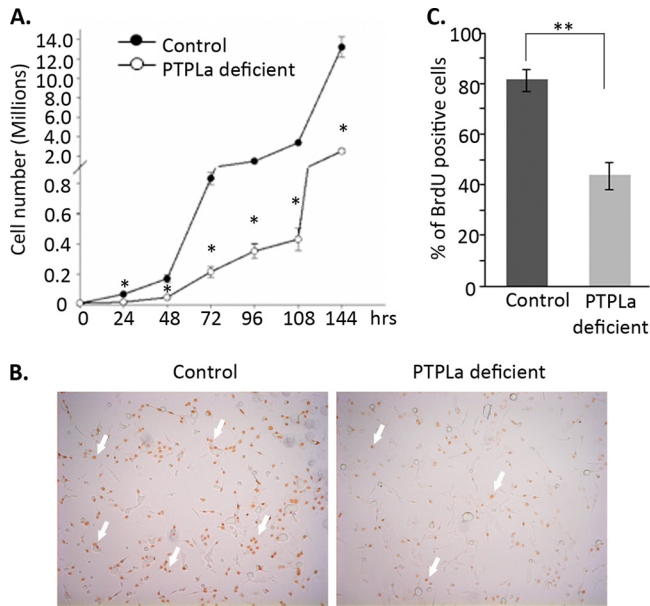 A.
14.0
12.0
10.0
8.0
6.0
4.0
2.0
0.8
0.6
0.4
0.2
0
Cell number (Millions)
Control
PTPLa deficient
*
*
*
*
*
*
0 24 48 72 96 108 144 hrs
C.
100
80
60
40
80
0
% of BrdU positive cells
**
Control
PTPLa
deficient
B.
Control
PTPLa deficient